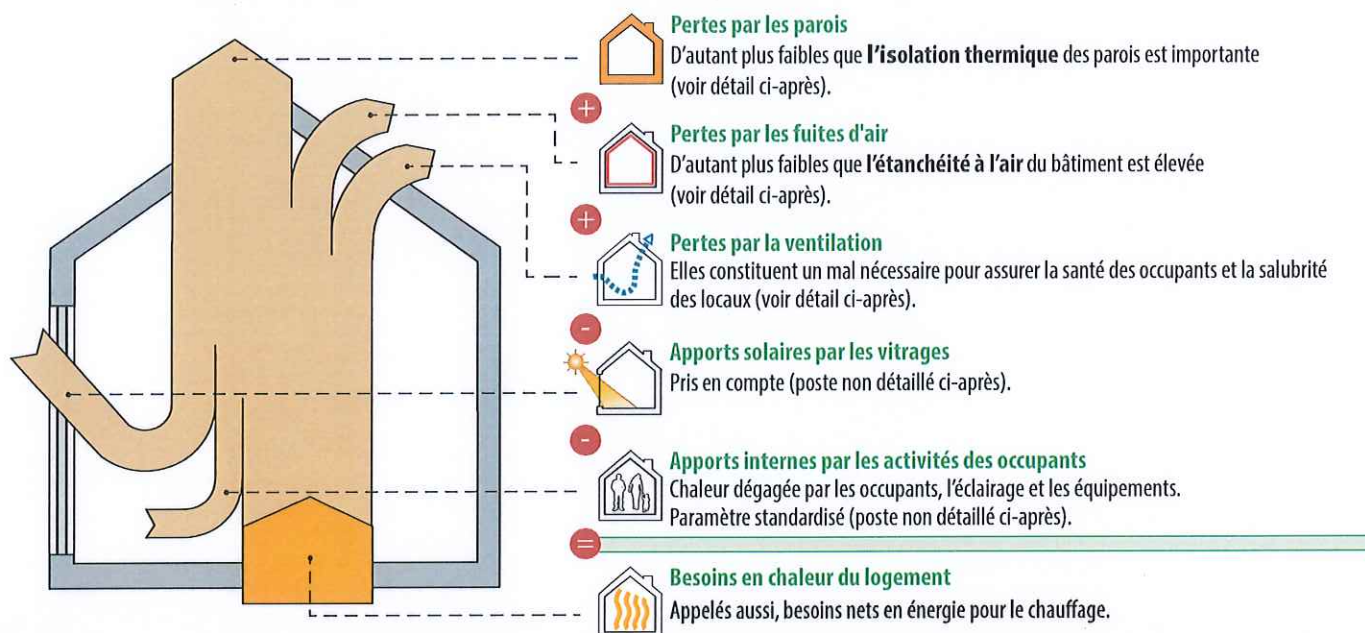 Pertes par les parois
D'autant plus faibles que l'isolation thermique des parois est importante
(voir détail ci-après).
+
Pertes par les fuites d'air
D'autant plus faibles que l'étanchéité à l'air du bâtiment est élevée
(voir détail ci-après).
+
Pertes par la ventilation
Elles constituent un mal nécessaire pour assurer la santé des occupants et la salubrité
des locaux (voir détail ci-après).
-
Apports solaires par les vitrages
Pris en compte (poste non détaillé ci-après).
-
Apports internes par les activités des occupants
Chaleur dégagée par les occupants, l'éclairage et les équipements.
Paramètre standardisé (poste non détaillé ci-après).
=
Besoins en chaleur du logement
Appelés aussi, besoins nets en énergie pour le chauffage.